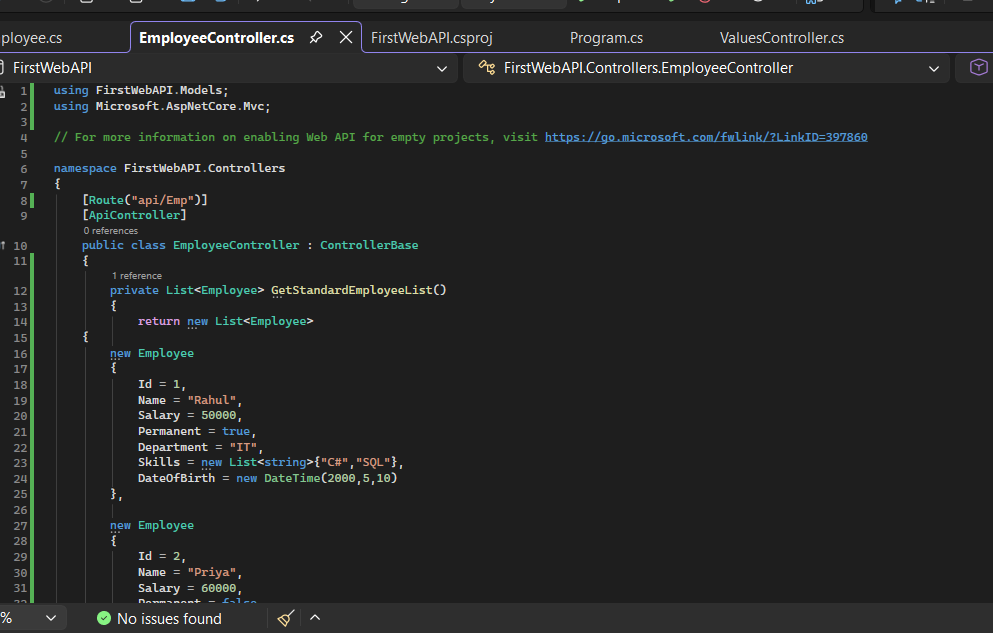 ployee.cs
EmployeeController.cs
FirstWebAPI.csproj
Program.cs
ValuesController.cs
FirstWebAPI
FirstWebAPI.Controllers.EmployeeController
1 using FirstWebAPI.Models;
2 using Microsoft.AspNetCore.Mvc;
3
4 // For more information on enabling Web API for empty projects, visit https://go.microsoft.com/fwlink/?LinkID=397860
5
6 namespace FirstWebAPI.Controllers
7 {
8 [Route("api/Emp")]
9 [ApiController]
0 references
10 public class EmployeeController : ControllerBase
11 {
1 reference
12 private List<Employee> GetStandardEmployeeList()
13 {
14 return new List<Employee>
15 {
16 new Employee
17 {
18 Id = 1,
19 Name = "Rahul",
20 Salary = 50000,
21 Permanent = true,
22 Department = "IT",
23 Skills = new List<string>{"C#","SQL"},
24 DateOfBirth = new DateTime(2000,5,10)
25 },
26
27 new Employee
28 {
29 Id = 2,
30 Name = "Priya",
31 Salary = 60000,
32 Permanent = false
% No issues found